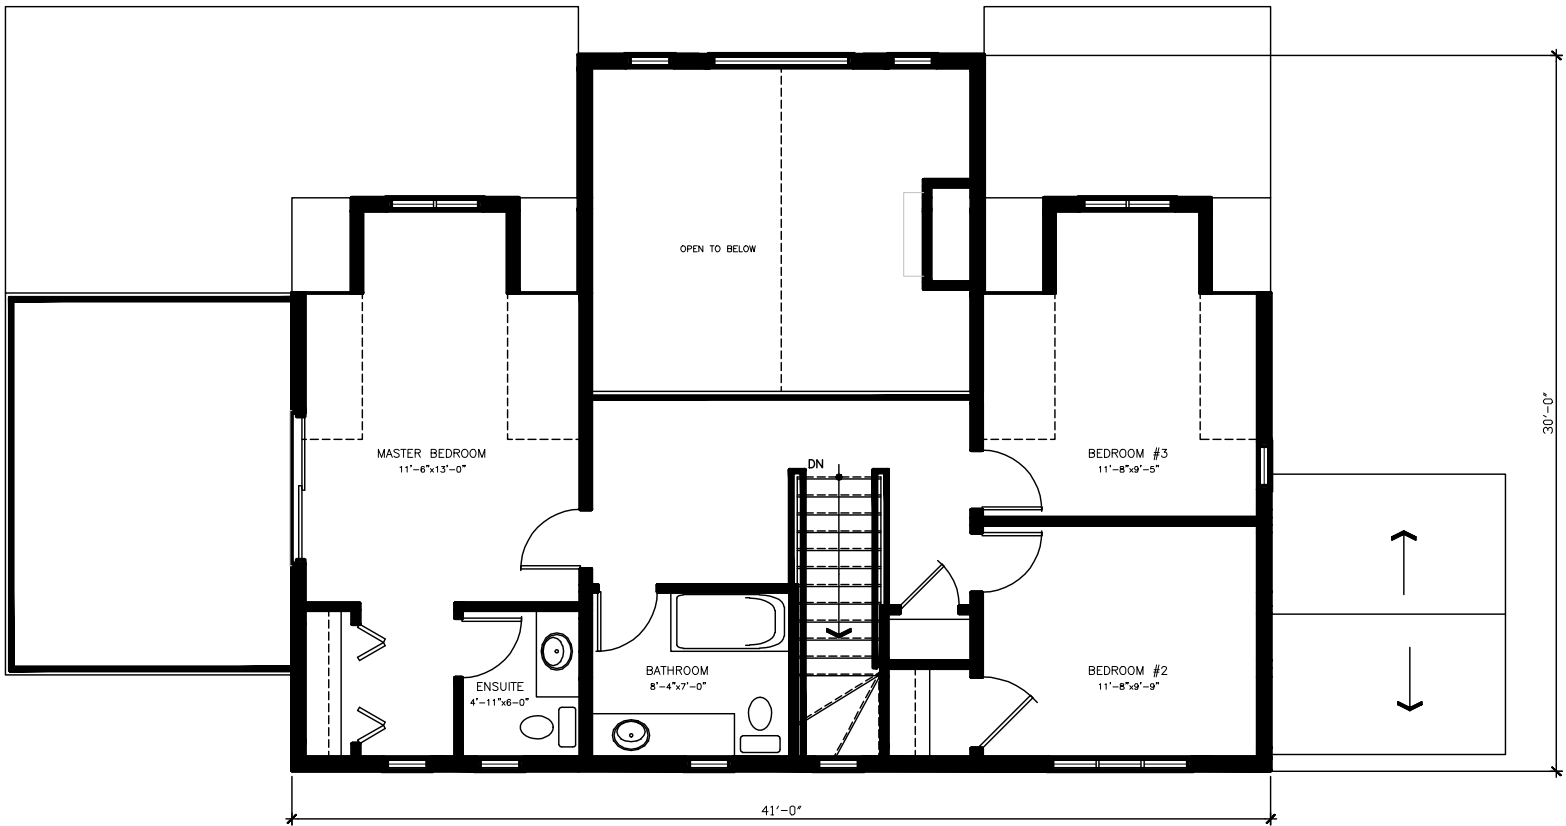 OPEN TO BELOW
30'-0"
MASTER BEDROOM
11'-6"x13'-0"
DN
BEDROOM #3
11'-8"x9'-5"
BATHROOM
8'-4"x7'-0"
BEDROOM #2
11'-8"x9'-9"
ENSUITE
4'-11"x6-0"
41'-0"